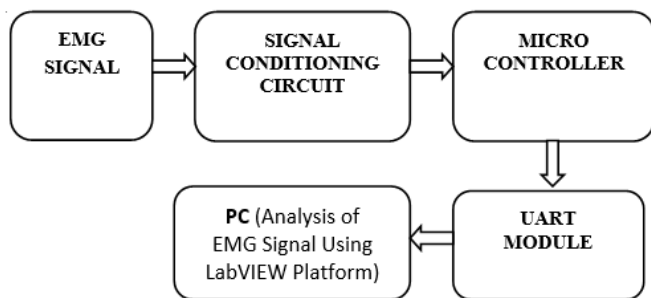 EMG
SIGNAL
SIGNAL
CONDITIONING
CIRCUIT
MICRO
CONTROLLER
UART
MODULE
PC (Analysis of
EMG Signal Using
LabVIEW Platform)